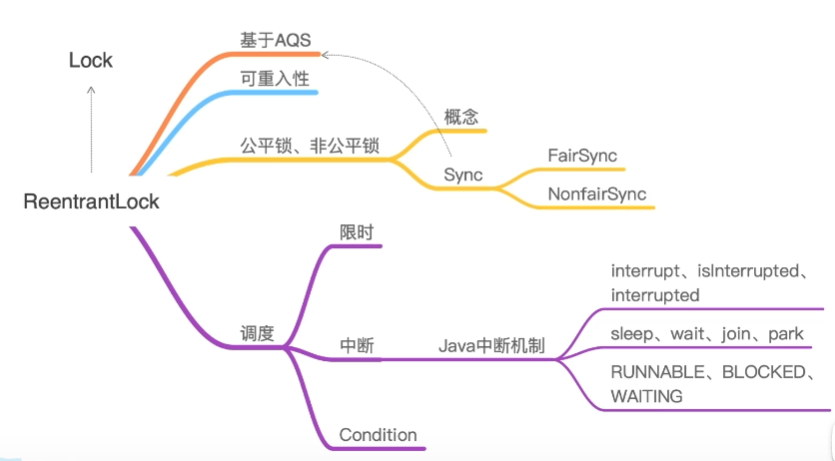 Lock
ReentrantLock
基于AQS
可重入性
公平锁、非公平锁
概念
Sync
FairSync
NonfairSync
调度
限时
中断
Java中断机制
interrupt、isInterrupted、
interrupted
sleep、wait、join、park
RUNNABLE、BLOCKED、
WAITING
Condition